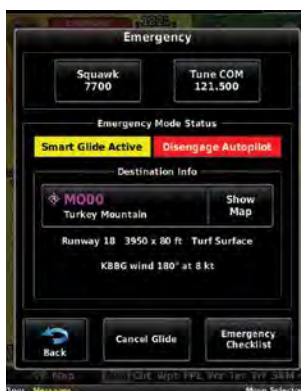 Emergency
Squawk
7700
Tune COM
121.500
Emergency Mode Status
Smart Glide Active
Disengage Autopilot
Destination Info
MO00
Turkey Mountain
Show
Map
Runway 18 3950 x 80 ft Turf Surface
KBBG wind 180° at 8 kt
Back
Cancel Glide
Emergency
Checklist